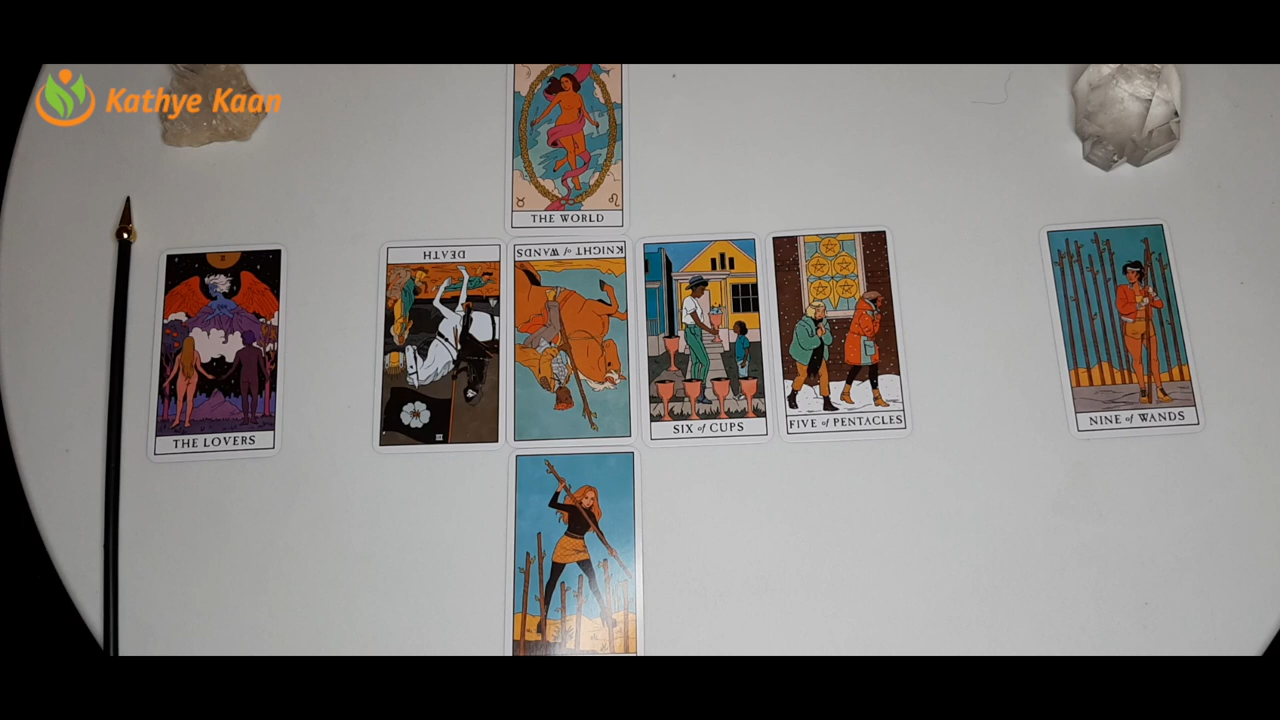 Kathye Kaan
THE WORLD
THE LOVERS
DEATH
KNIGHT of WANDS
SIX of CUPS
FIVE of PENTACLES
NINE of WANDS
III